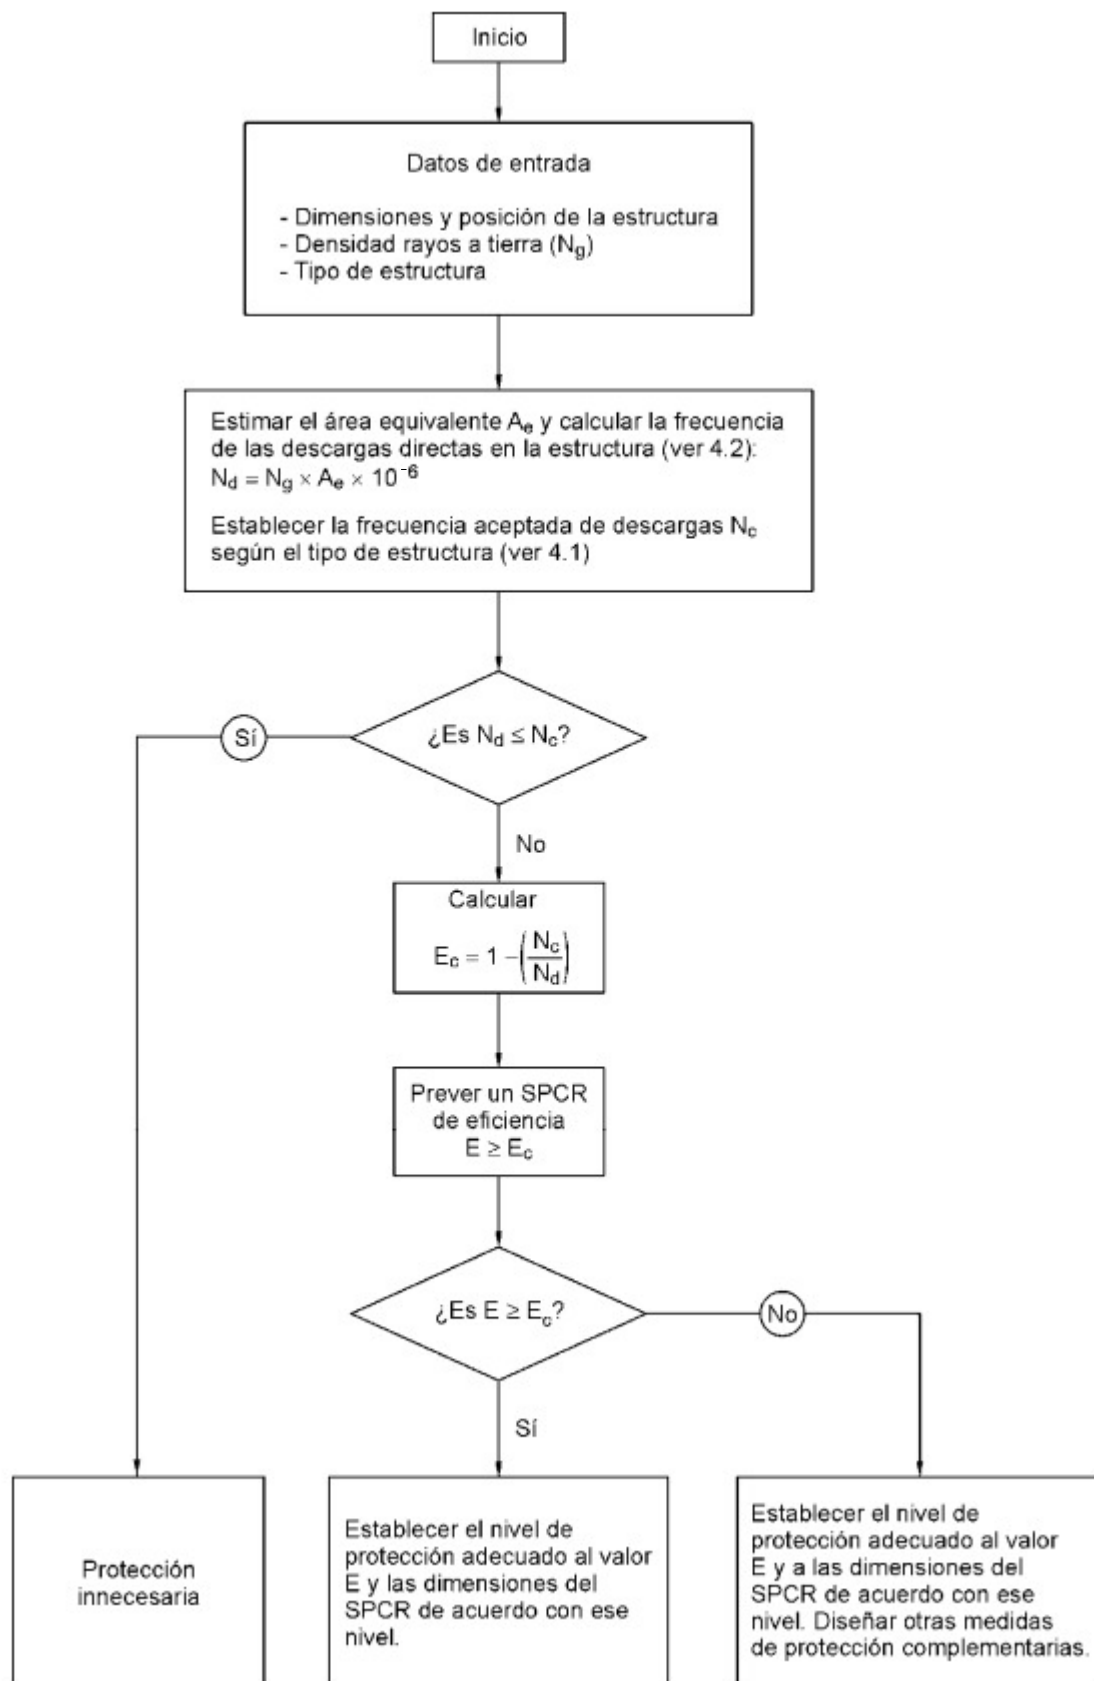 Inicio
Datos de entrada
- Dimensiones y posición de la estructura
- Densidad rayos a tierra (Ng)
- Tipo de estructura
Estimar el área equivalente Ae y calcular la frecuencia
de las descargas directas en la estructura (ver 4.2):
Nd = Ng × Ae × 10⁻⁶
Establecer la frecuencia aceptada de descargas Nc
según el tipo de estructura (ver 4.1)
¿Es Nd ≤ Nc?
Sí
No
Calcular
Ec = 1 − (Nc / Nd)
Prever un SPCR
de eficiencia
E ≥ Ec
¿Es E ≥ Ec?
No
Sí
Protección
innecesaria
Establecer el nivel de
protección adecuado al valor
E y las dimensiones del
SPCR de acuerdo con ese
nivel.
Establecer el nivel de
protección adecuado al valor
E y a las dimensiones del
SPCR de acuerdo con ese
nivel. Diseñar otras medidas
de protección complementarias.